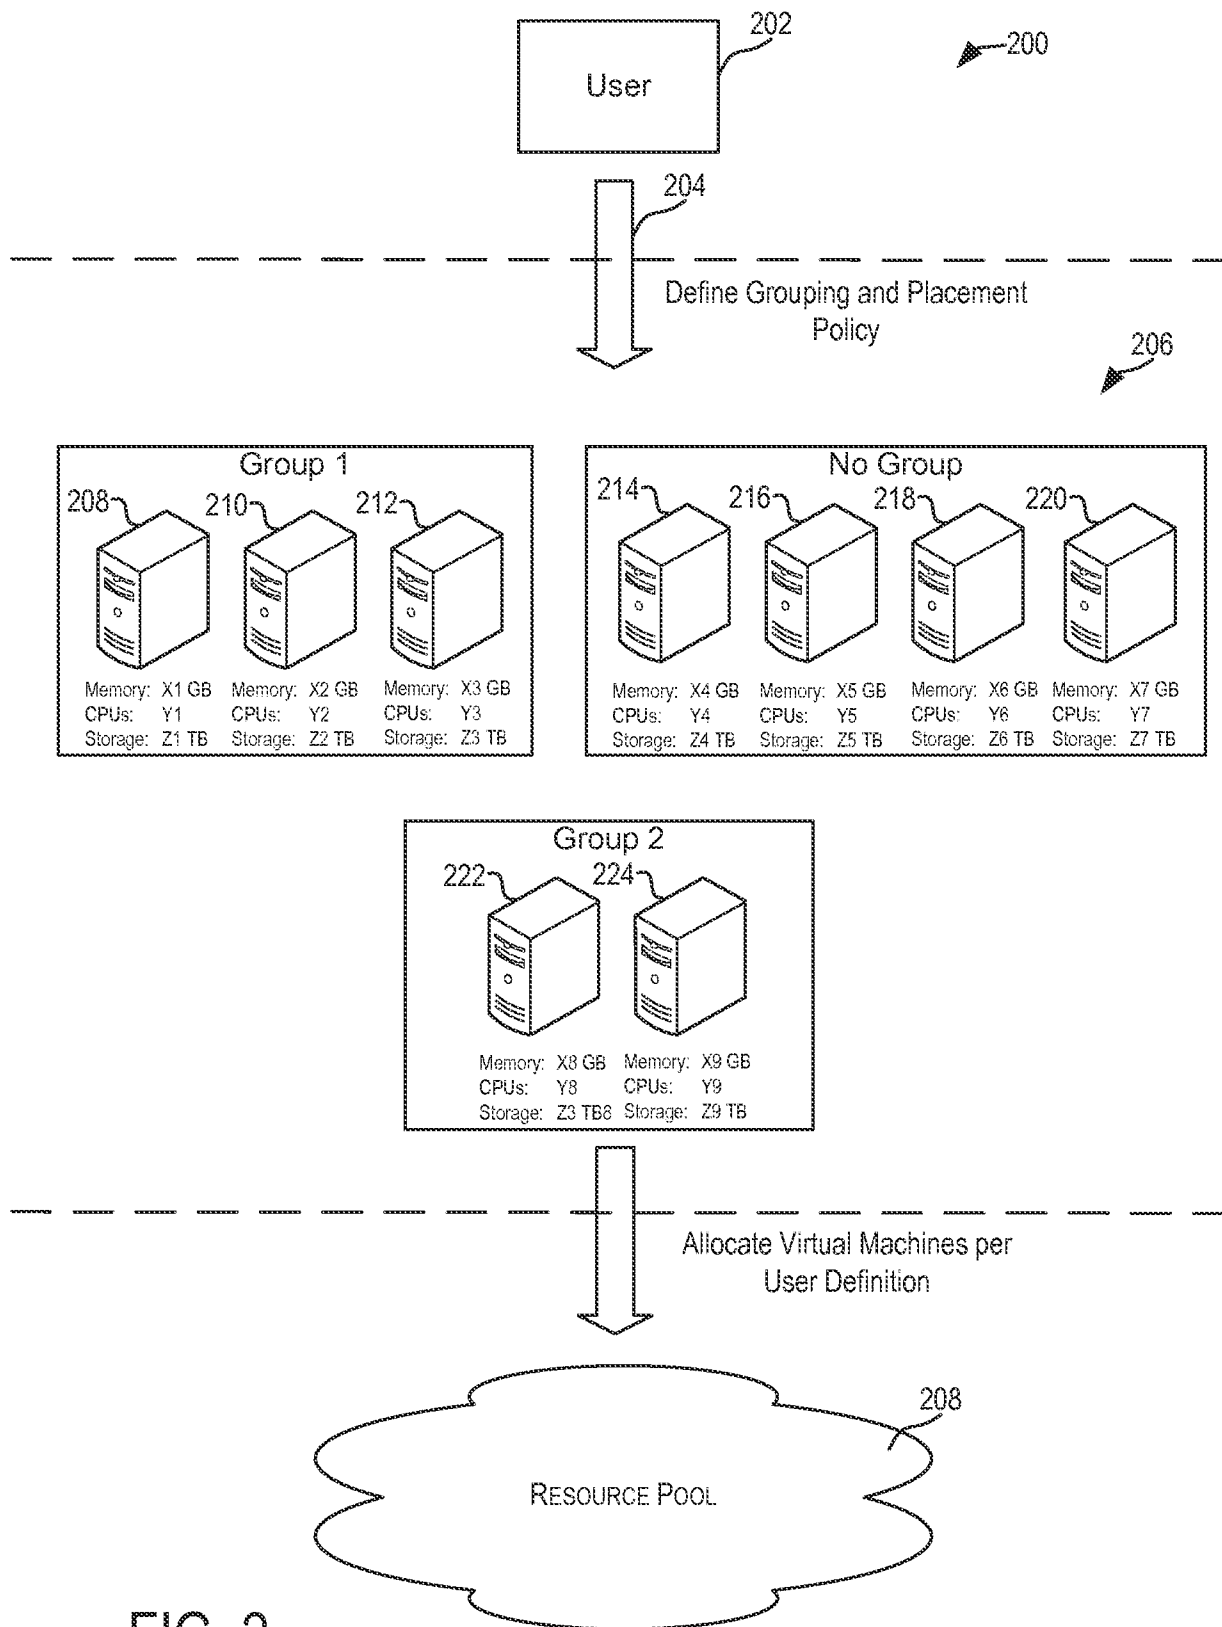 202
200
User
204
Define Grouping and Placement
Policy
206
Group 1
208 210 212
Memory: X1 GB Memory: X2 GB Memory: X3 GB
CPUs: Y1 CPUs: Y2 CPUs: Y3
Storage: Z1 TB Storage: Z2 TB Storage: Z3 TB
No Group
214 216 218 220
Memory: X4 GB Memory: X5 GB Memory: X6 GB Memory: X7 GB
CPUs: Y4 CPUs: Y5 CPUs: Y6 CPUs: Y7
Storage: Z4 TB Storage: Z5 TB Storage: Z6 TB Storage: Z7 TB
Group 2
222 224
Memory: X8 GB Memory: X9 GB
CPUs: Y8 CPUs: Y9
Storage: Z3 TB8 Storage: Z9 TB
Allocate Virtual Machines per
User Definition
208
RESOURCE POOL